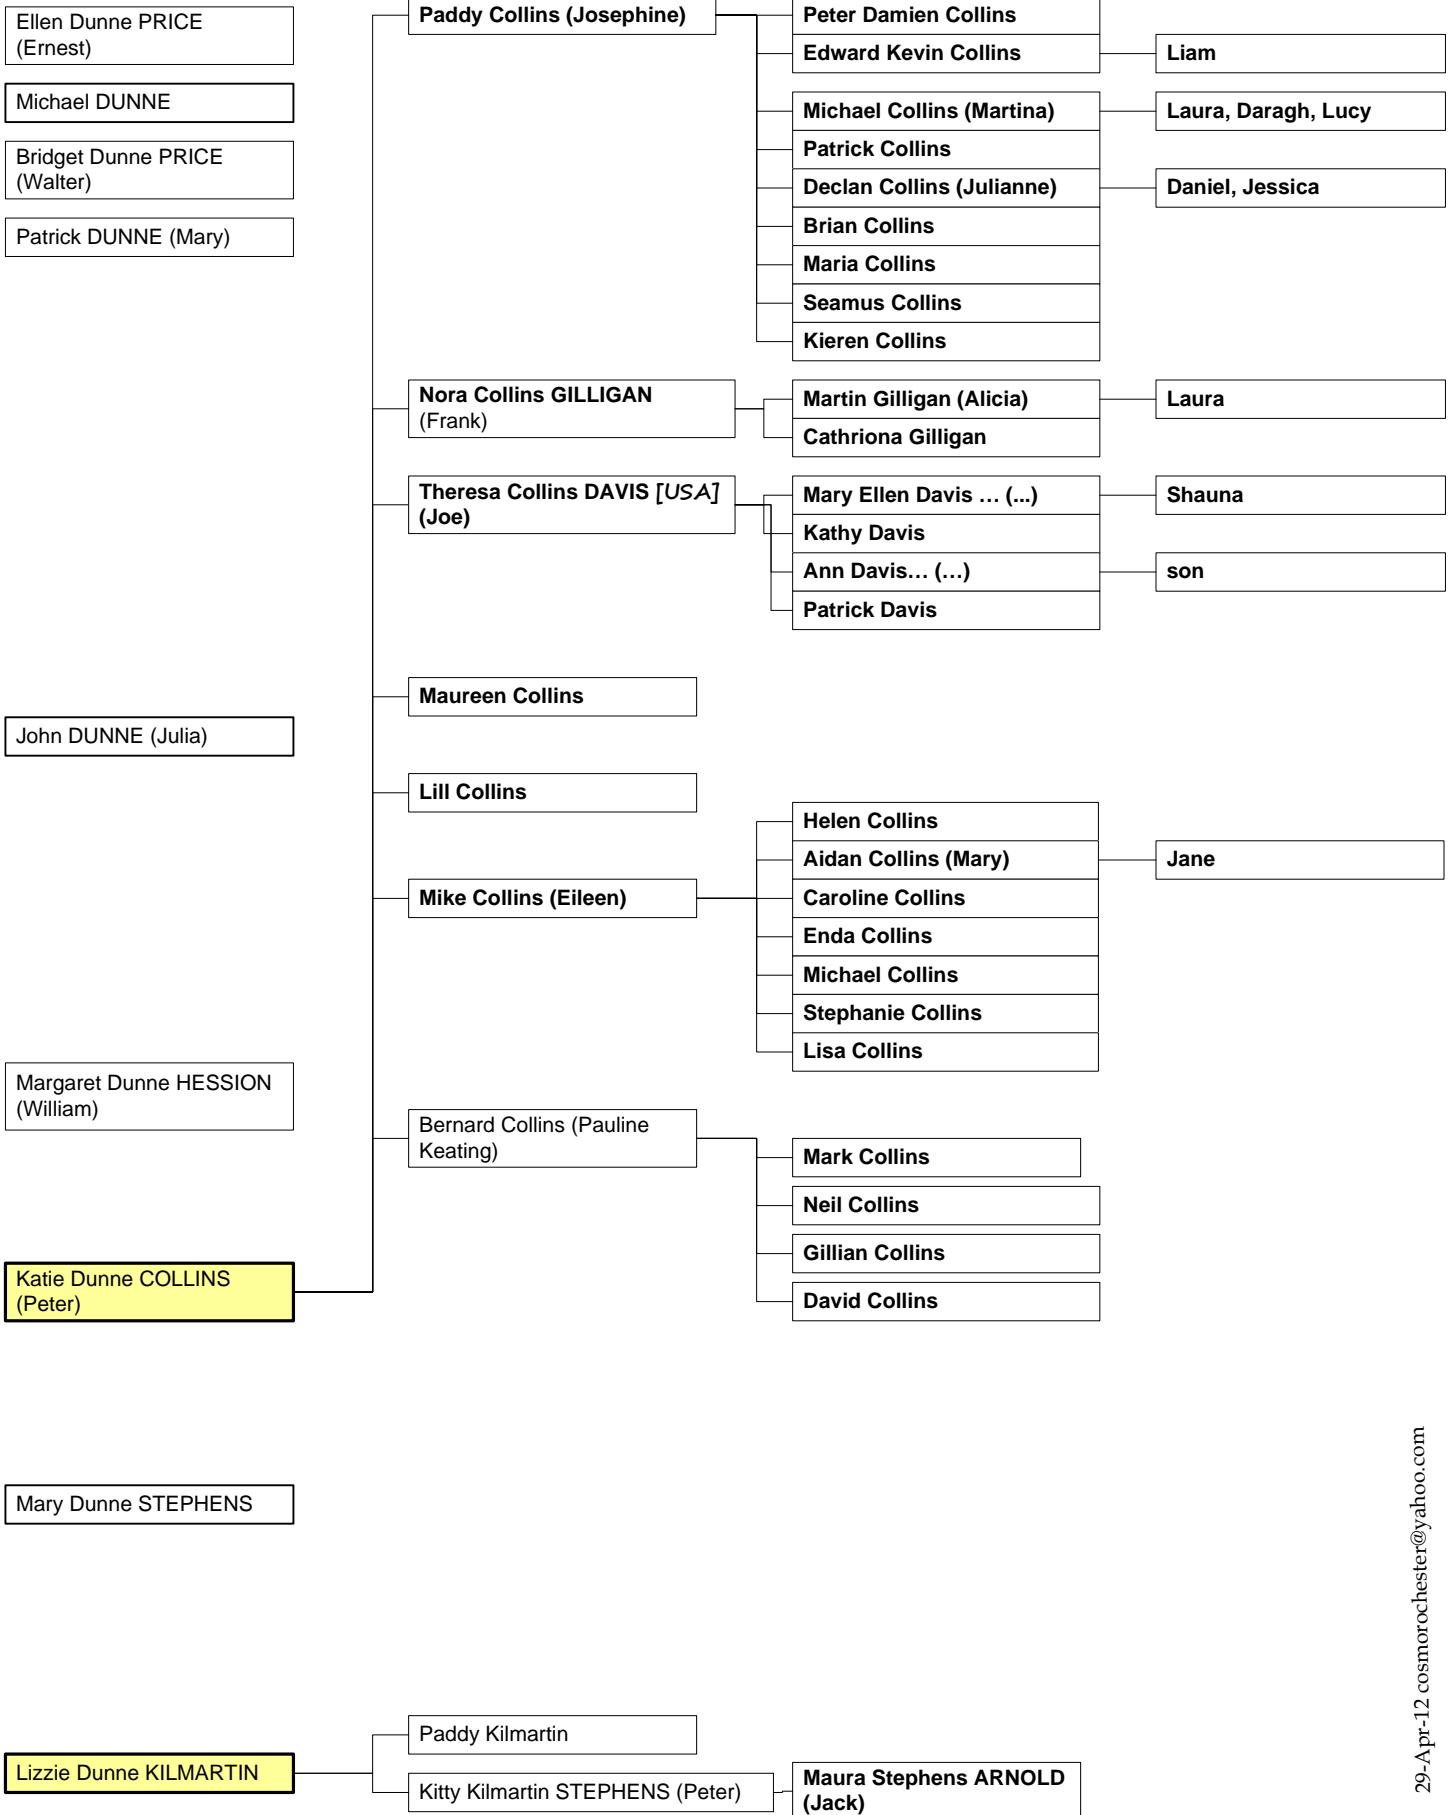 Ellen Dunne PRICE
(Ernest)
Michael DUNNE
Bridget Dunne PRICE
(Walter)
Patrick DUNNE (Mary)
John DUNNE (Julia)
Margaret Dunne HESSION
(William)
Katie Dunne COLLINS
(Peter)
Mary Dunne STEPHENS
Lizzie Dunne KILMARTIN
Paddy Collins (Josephine)
Nora Collins GILLIGAN
(Frank)
Theresa Collins DAVIS [USA]
(Joe)
Maureen Collins
Lill Collins
Mike Collins (Eileen)
Bernard Collins (Pauline
Keating)
Paddy Kilmartin
Kitty Kilmartin STEPHENS (Peter)
Peter Damien Collins
Edward Kevin Collins
Michael Collins (Martina)
Patrick Collins
Declan Collins (Julianne)
Brian Collins
Maria Collins
Seamus Collins
Kieren Collins
Martin Gilligan (Alicia)
Cathriona Gilligan
Mary Ellen Davis … (...)
Kathy Davis
Ann Davis… (…)
Patrick Davis
Helen Collins
Aidan Collins (Mary)
Caroline Collins
Enda Collins
Michael Collins
Stephanie Collins
Lisa Collins
Mark Collins
Neil Collins
Gillian Collins
David Collins
Maura Stephens ARNOLD
(Jack)
Liam
Laura, Daragh, Lucy
Daniel, Jessica
Laura
Shauna
son
Jane
29-Apr-12 cosmorochester@yahoo.com